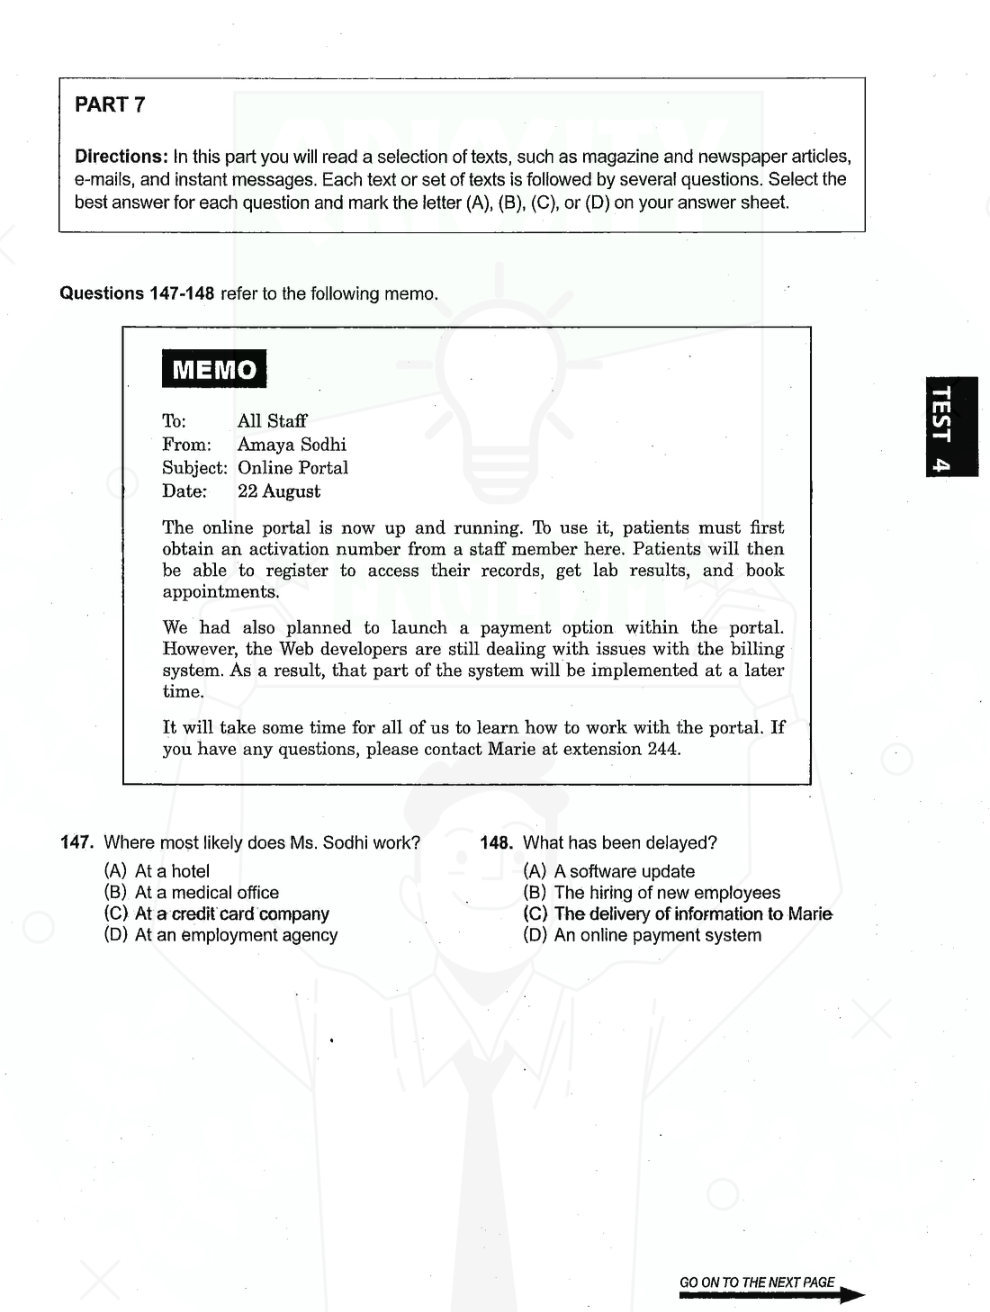 PART 7
Directions: In this part you will read a selection of texts, such as magazine and newspaper articles,
e-mails, and instant messages. Each text or set of texts is followed by several questions. Select the
best answer for each question and mark the letter (A), (B), (C), or (D) on your answer sheet.
Questions 147-148 refer to the following memo.
MEMO
To: All Staff
From: Amaya Sodhi
Subject: Online Portal
Date: 22 August
The online portal is now up and running. To use it, patients must first
obtain an activation number from a staff member here. Patients will then
be able to register to access their records, get lab results, and book
appointments.
We had also planned to launch a payment option within the portal.
However, the Web developers are still dealing with issues with the billing
system. As a result, that part of the system will be implemented at a later
time.
It will take some time for all of us to learn how to work with the portal. If
you have any questions, please contact Marie at extension 244.
TEST 4
147. Where most likely does Ms. Sodhi work?
(A) At a hotel
(B) At a medical office
(C) At a credit card company
(D) At an employment agency
148. What has been delayed?
(A) A software update
(B) The hiring of new employees
(C) The delivery of information to Marie
(D) An online payment system
GO ON TO THE NEXT PAGE